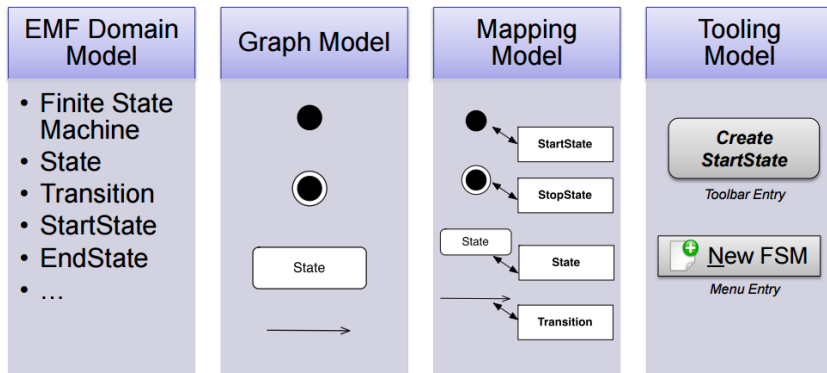 EMF Domain
Model
• Finite State
Machine
• State
• Transition
• StartState
• EndState
• ...
Graph Model
State
Mapping
Model
StartState
StopState
State
State
Transition
Tooling
Model
Create
StartState
Toolbar Entry
New FSM
Menu Entry